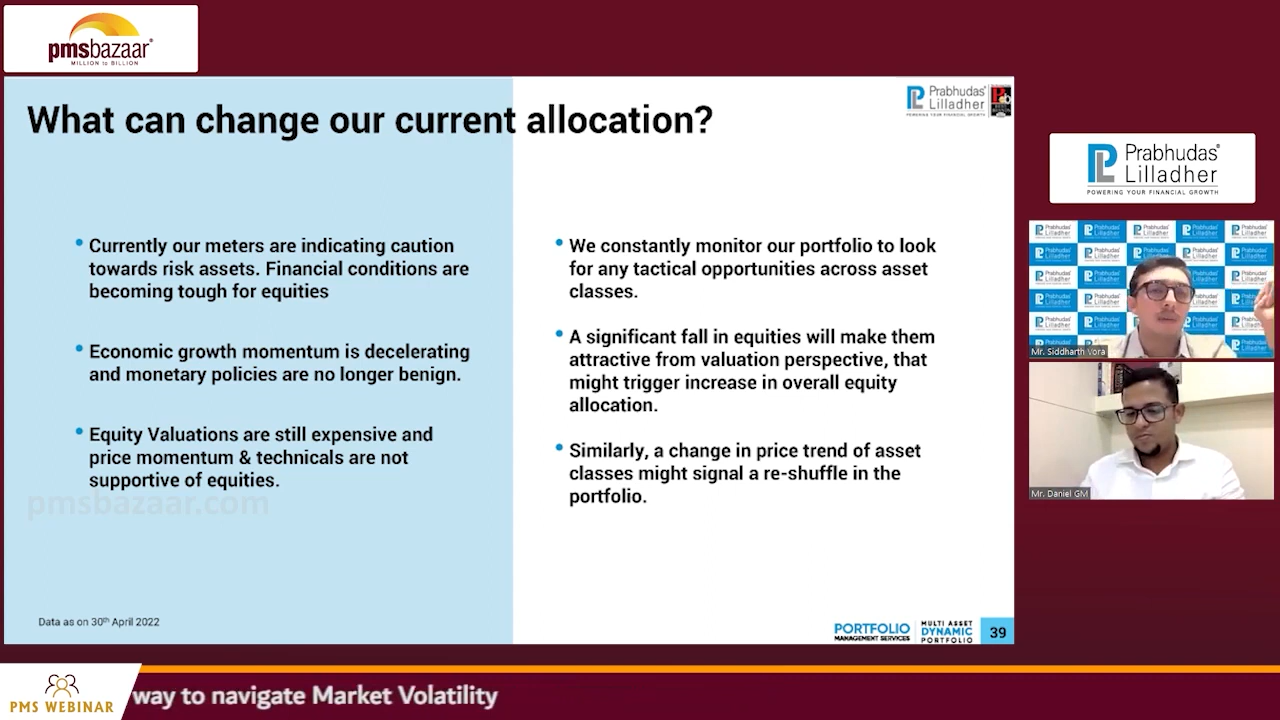 pmsbazaar
MILLION to BILLION
What can change our current allocation?
Prabhudas
Lilladher
POWERING YOUR FINANCIAL GROWTH
• Currently our meters are indicating caution
towards risk assets. Financial conditions are
becoming tough for equities
• Economic growth momentum is decelerating
and monetary policies are no longer benign.
• Equity Valuations are still expensive and
price momentum & technicals are not
supportive of equities.
pmsbazaar.com
• We constantly monitor our portfolio to look
for any tactical opportunities across asset
classes.
• A significant fall in equities will make them
attractive from valuation perspective, that
might trigger increase in overall equity
allocation.
• Similarly, a change in price trend of asset
classes might signal a re-shuffle in the
portfolio.
Data as on 30th April 2022
PORTFOLIO
MANAGEMENT SERVICES
MULTI ASSET
DYNAMIC
PORTFOLIO
39
Prabhudas
Lilladher
POWERING YOUR FINANCIAL GROWTH
Mr. Siddharth Vora
Mr. Daniel GM
PMS WEBINAR
way to navigate Market Volatility